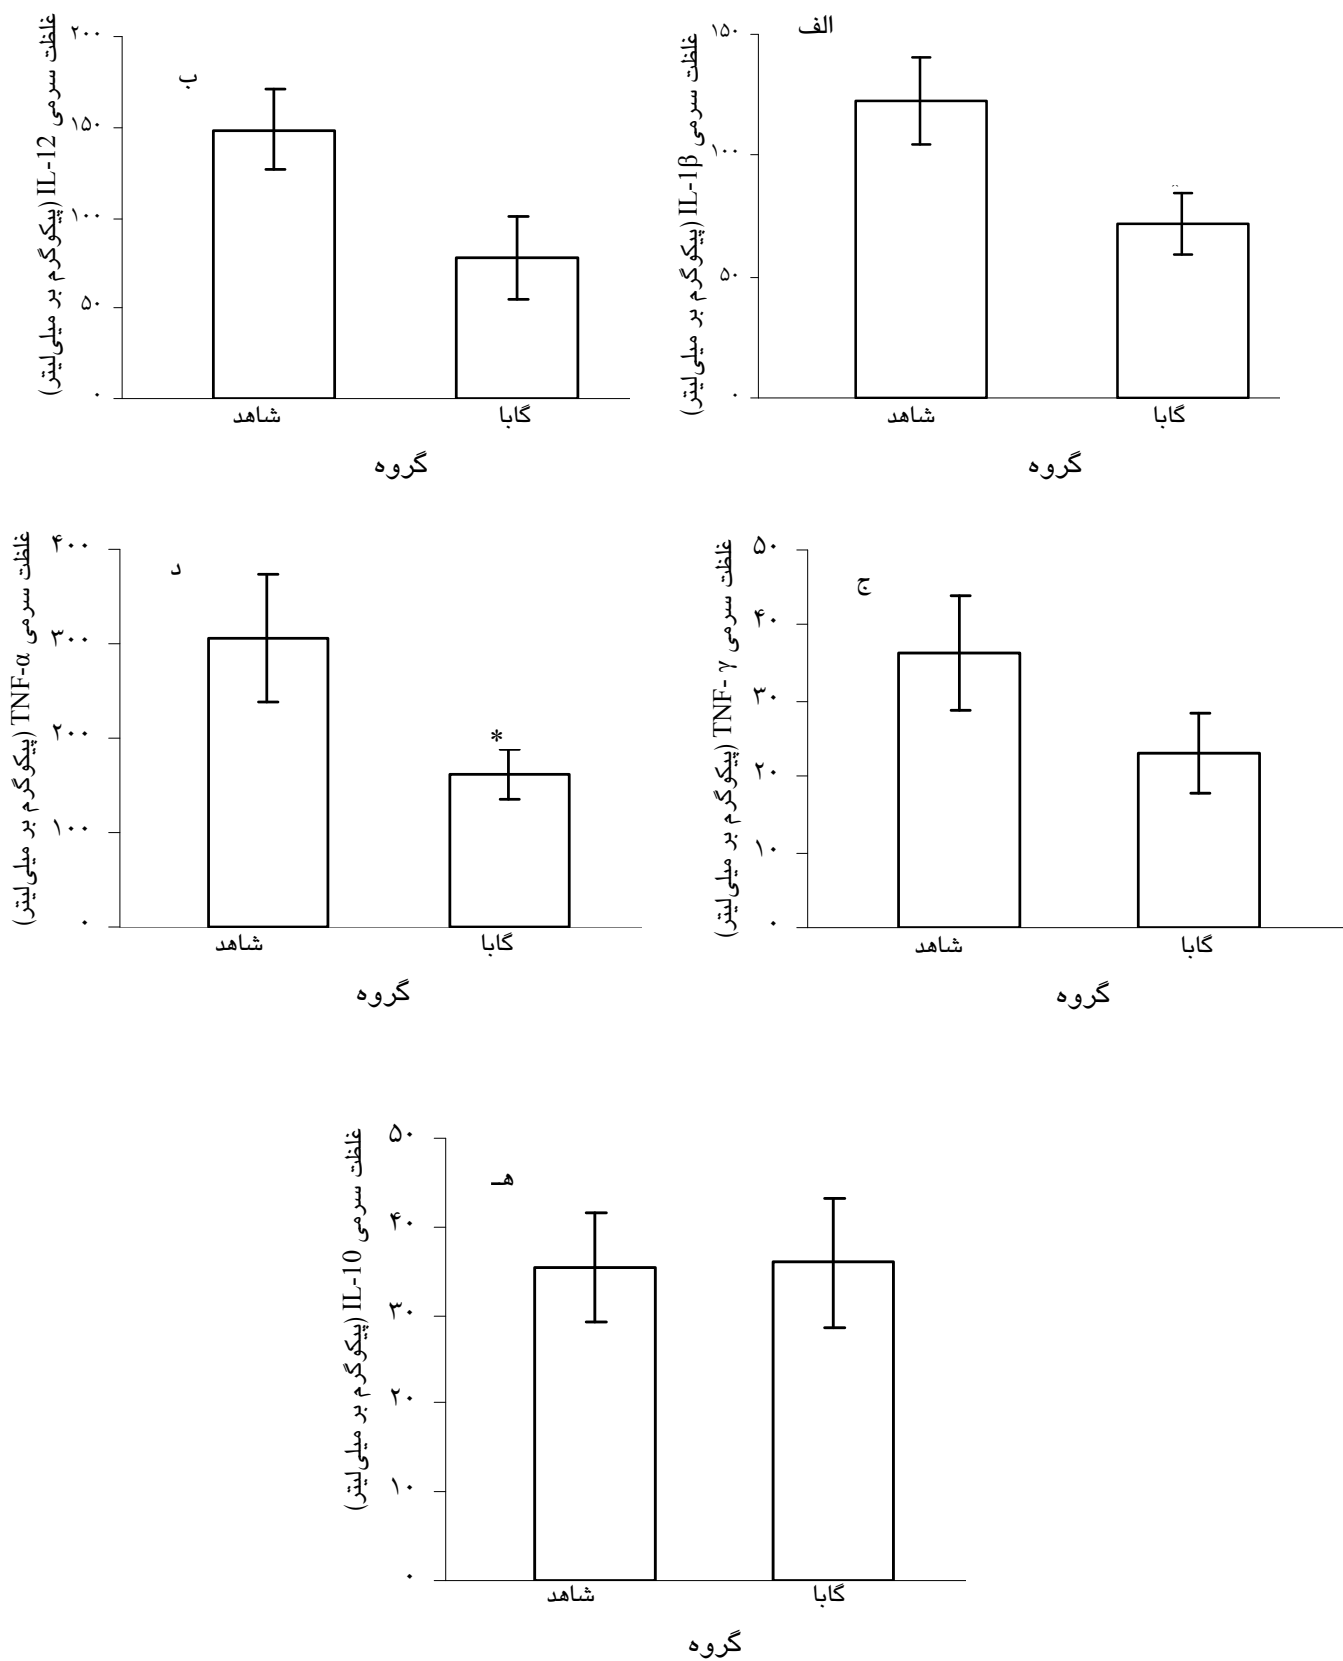 الف
غلظت سرمی IL-1β (پیکوگرم بر میلی‌لیتر)
۱۵۰
۱۰۰
۵۰
۰
شاهد گابا
گروه
ب
غلظت سرمی IL-12 (پیکوگرم بر میلی‌لیتر)
۲۰۰
۱۵۰
۱۰۰
۵۰
۰
شاهد گابا
گروه
ج
غلظت سرمی TNF- γ (پیکوگرم بر میلی‌لیتر)
۵۰
۴۰
۳۰
۲۰
۱۰
۰
شاهد گابا
گروه
د
غلظت سرمی TNF-α (پیکوگرم بر میلی‌لیتر)
۴۰۰
۳۰۰
۲۰۰
۱۰۰
۰
*
شاهد گابا
گروه
هـ
غلظت سرمی IL-10 (پیکوگرم بر میلی‌لیتر)
۵۰
۴۰
۳۰
۲۰
۱۰
۰
شاهد گابا
گروه